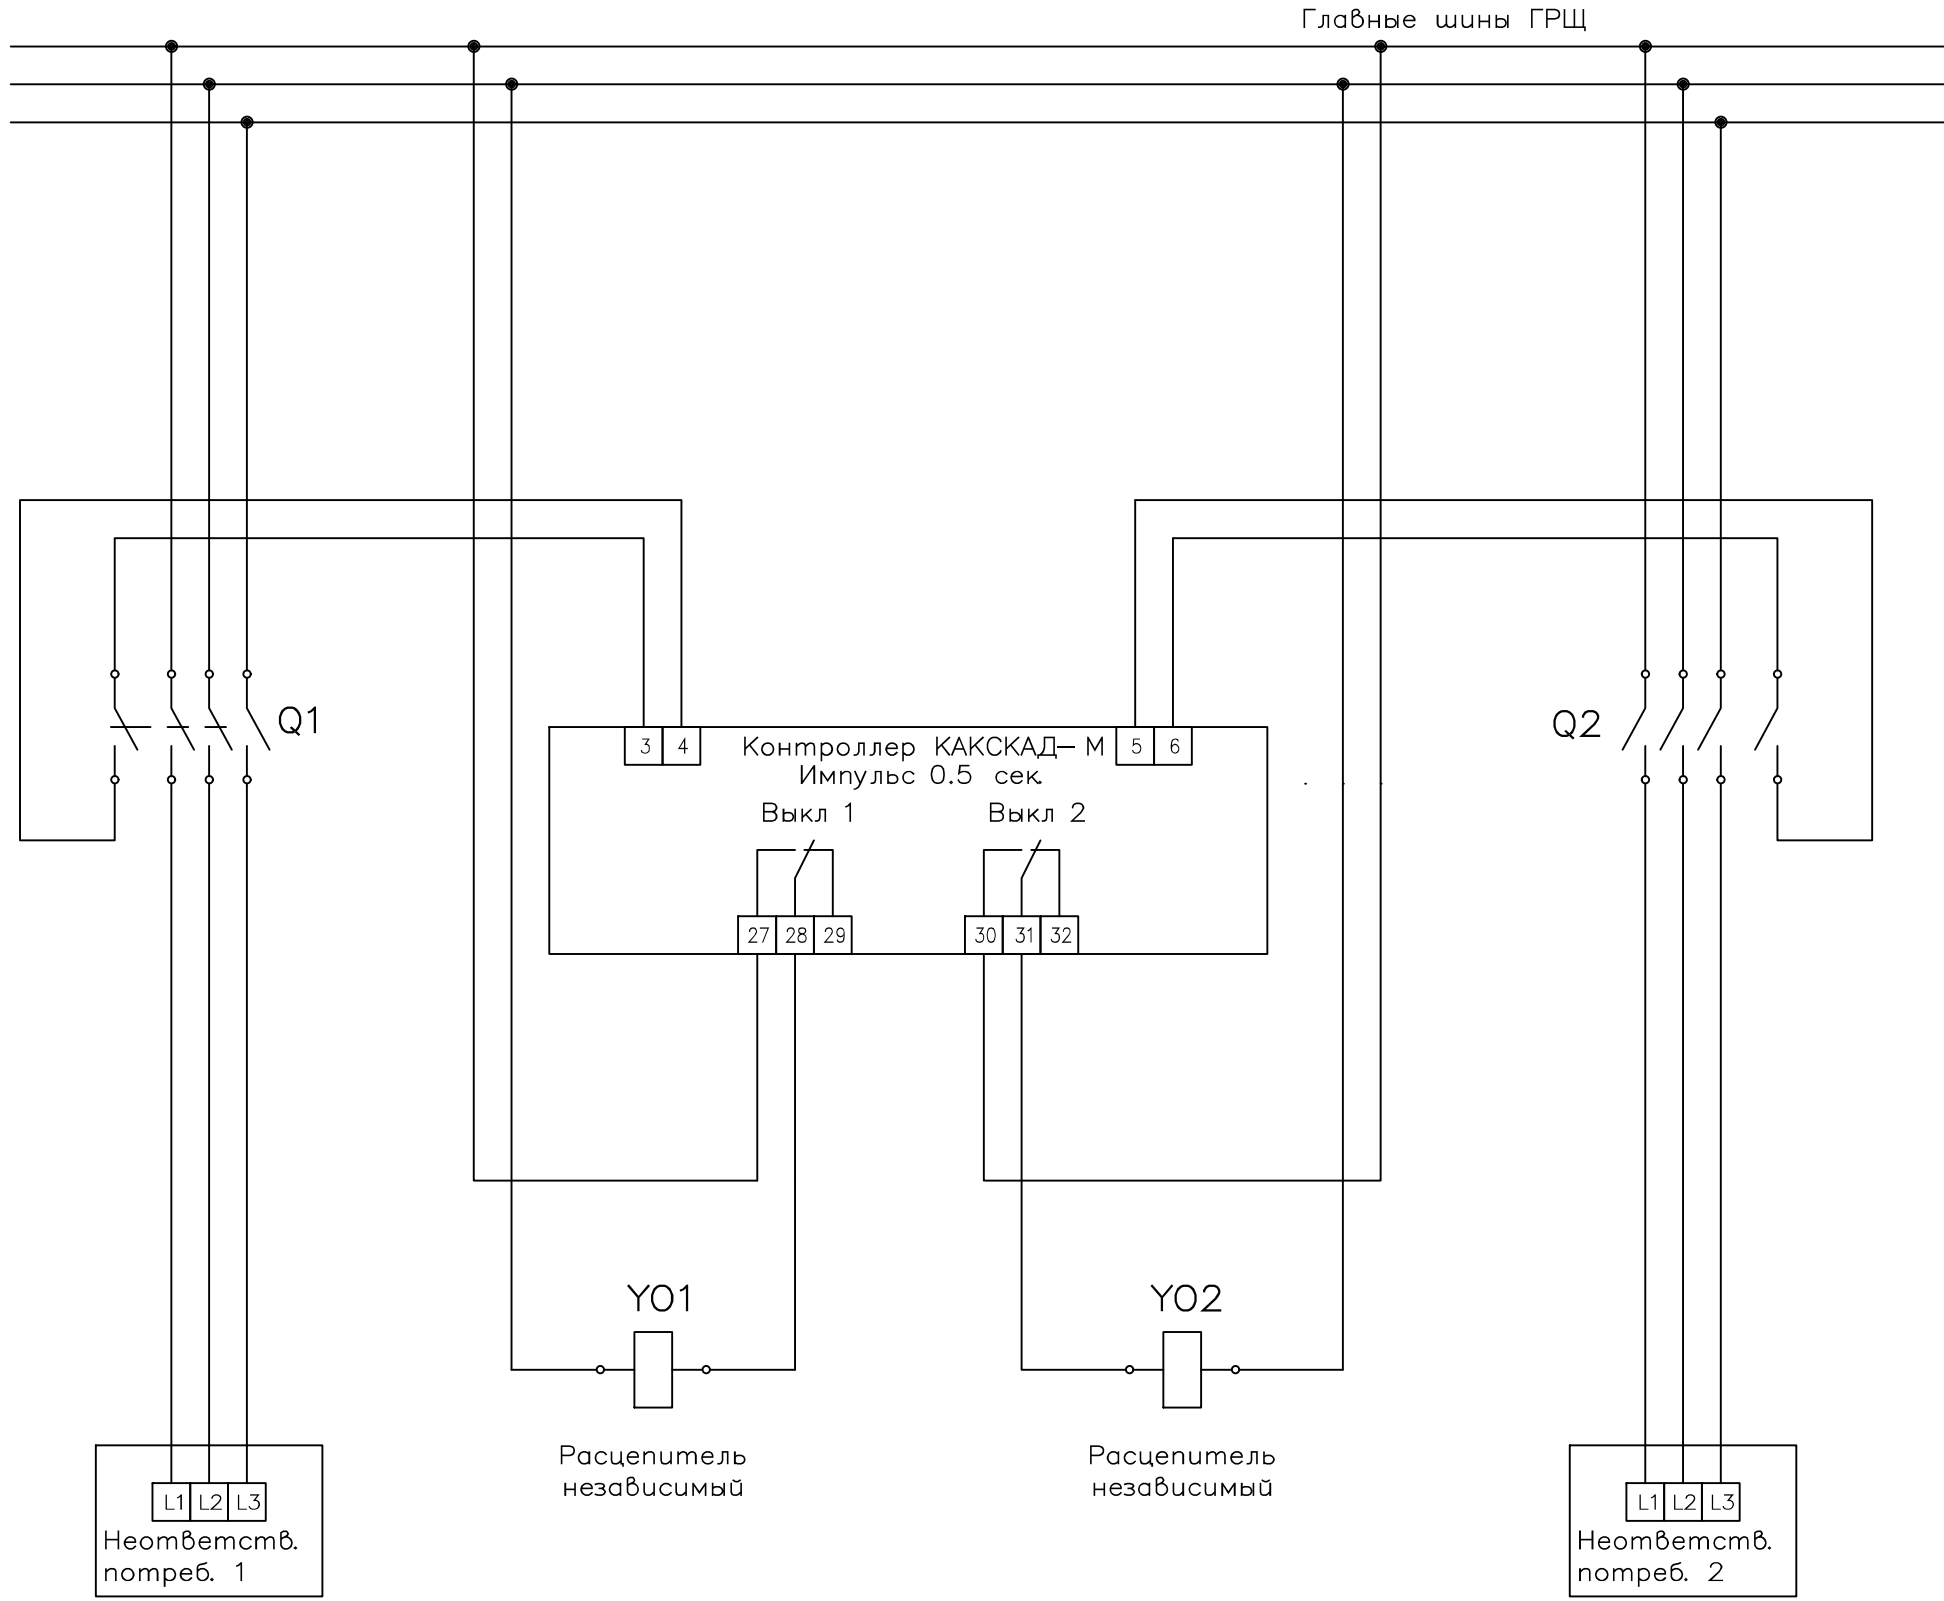 Главные шины ГРЩ
Q1
Q2
3 4
Контроллер КАКСКАД- М
5 6
Импульс 0.5 сек.
Выкл 1
Выкл 2
27 28 29
30 31 32
YO1
YO2
Расцепитель
независимый
Расцепитель
независимый
L1 L2 L3
Неответств.
потреб. 1
L1 L2 L3
Неответств.
потреб. 2